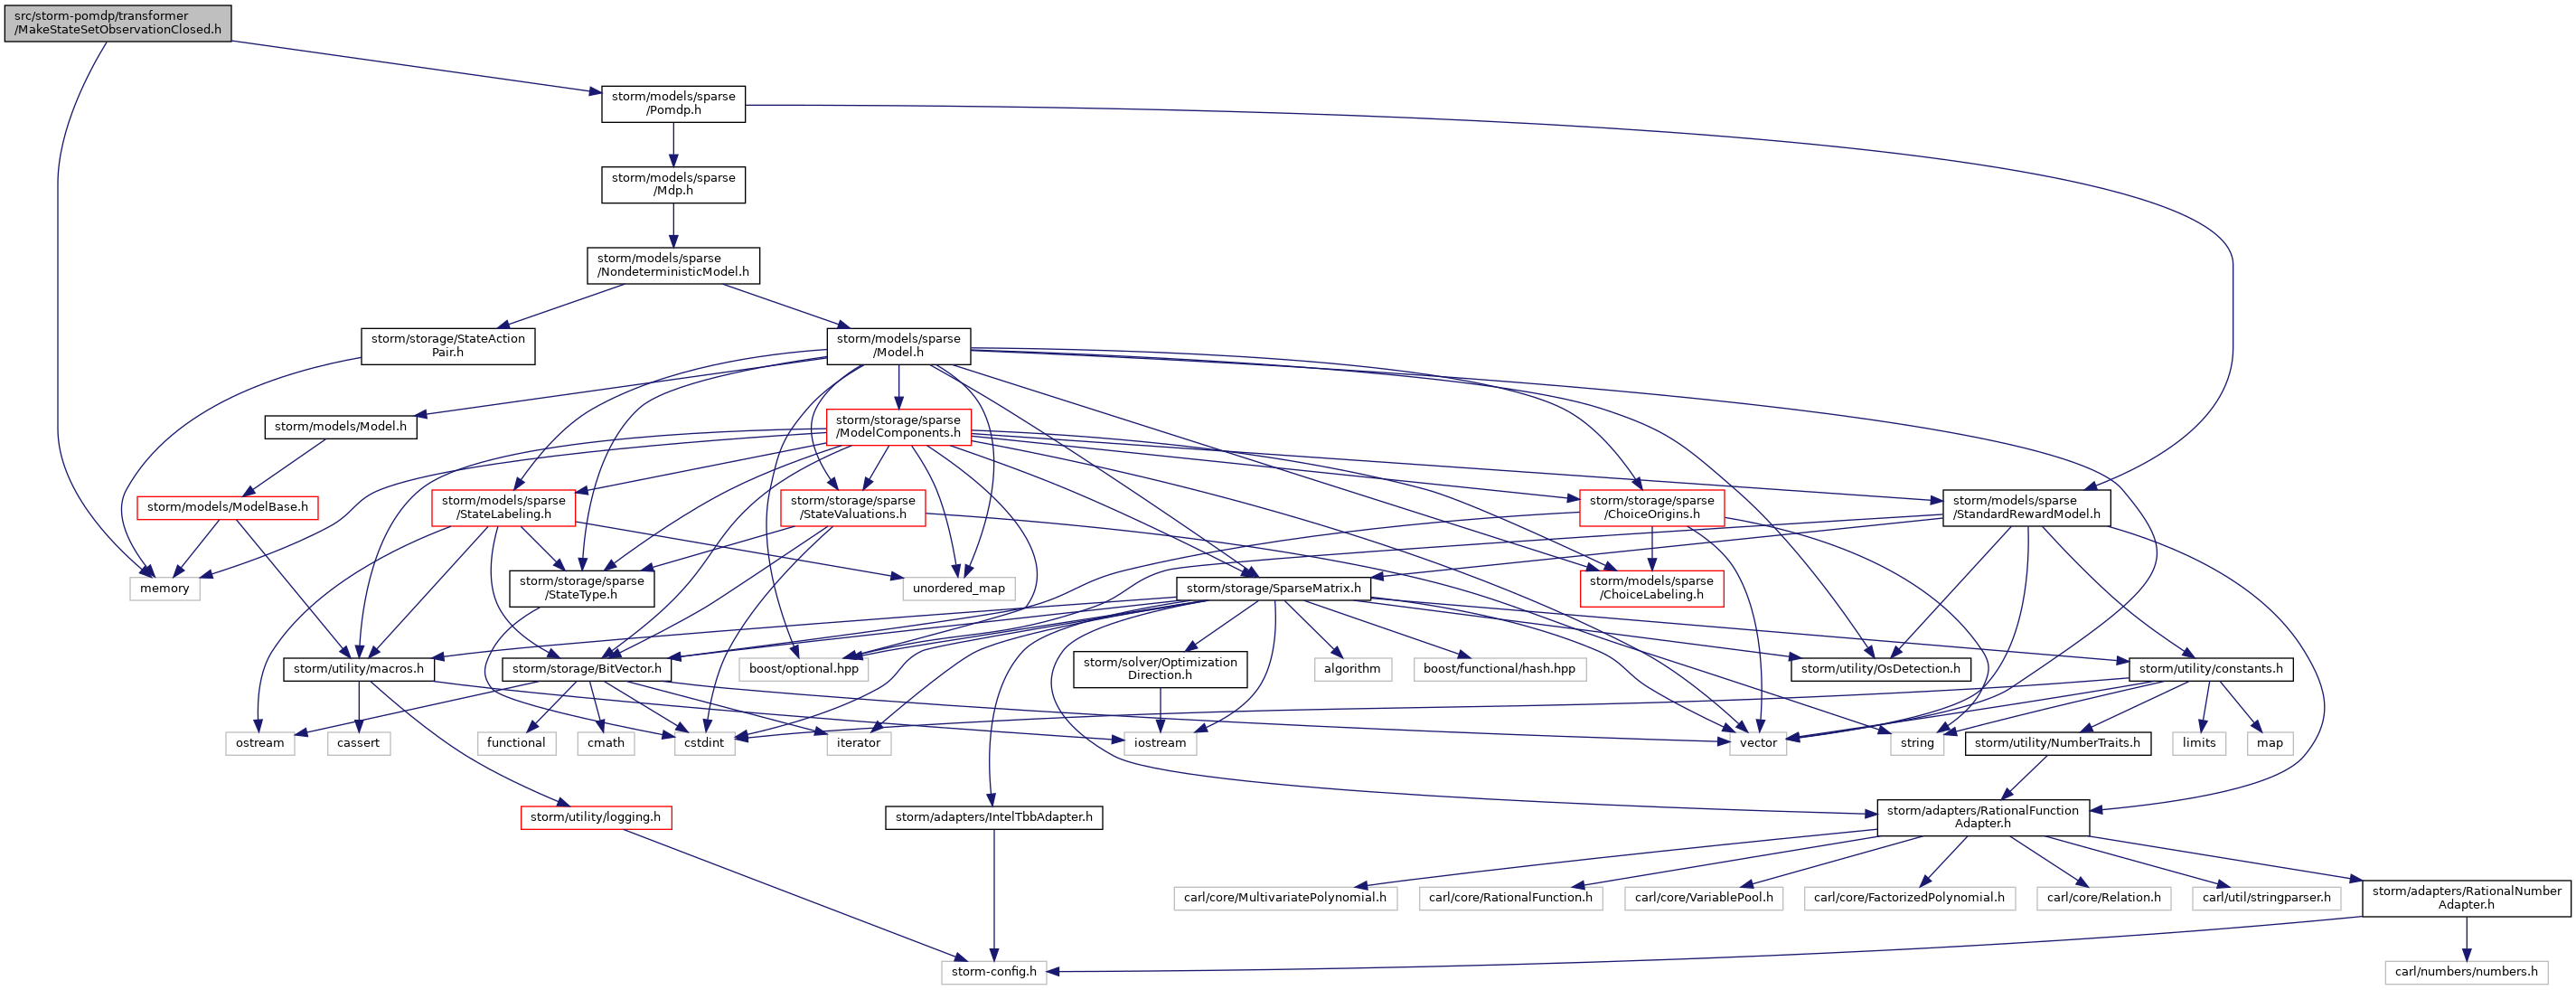 src/storm-pomdp/transformer
/MakeStateSetObservationClosed.h
storm/models/sparse
/Pomdp.h
storm/models/sparse
/Mdp.h
storm/models/sparse
/NondeterministicModel.h
storm/storage/StateAction
Pair.h
storm/models/sparse
/Model.h
storm/models/Model.h
storm/storage/sparse
/ModelComponents.h
storm/models/ModelBase.h
storm/models/sparse
/StateLabeling.h
storm/storage/sparse
/StateValuations.h
storm/storage/sparse
/ChoiceOrigins.h
storm/models/sparse
/StandardRewardModel.h
memory
storm/storage/sparse
/StateType.h
unordered_map
storm/storage/SparseMatrix.h
storm/models/sparse
/ChoiceLabeling.h
storm/utility/macros.h
storm/storage/BitVector.h
boost/optional.hpp
storm/solver/Optimization
Direction.h
algorithm
boost/functional/hash.hpp
storm/utility/OsDetection.h
storm/utility/constants.h
ostream
cassert
functional
cmath
cstdint
iterator
iostream
vector
string
storm/utility/NumberTraits.h
limits
map
storm/utility/logging.h
storm/adapters/IntelTbbAdapter.h
storm/adapters/RationalFunction
Adapter.h
carl/core/MultivariatePolynomial.h
carl/core/RationalFunction.h
carl/core/VariablePool.h
carl/core/FactorizedPolynomial.h
carl/core/Relation.h
carl/util/stringparser.h
storm/adapters/RationalNumber
Adapter.h
storm-config.h
carl/numbers/numbers.h